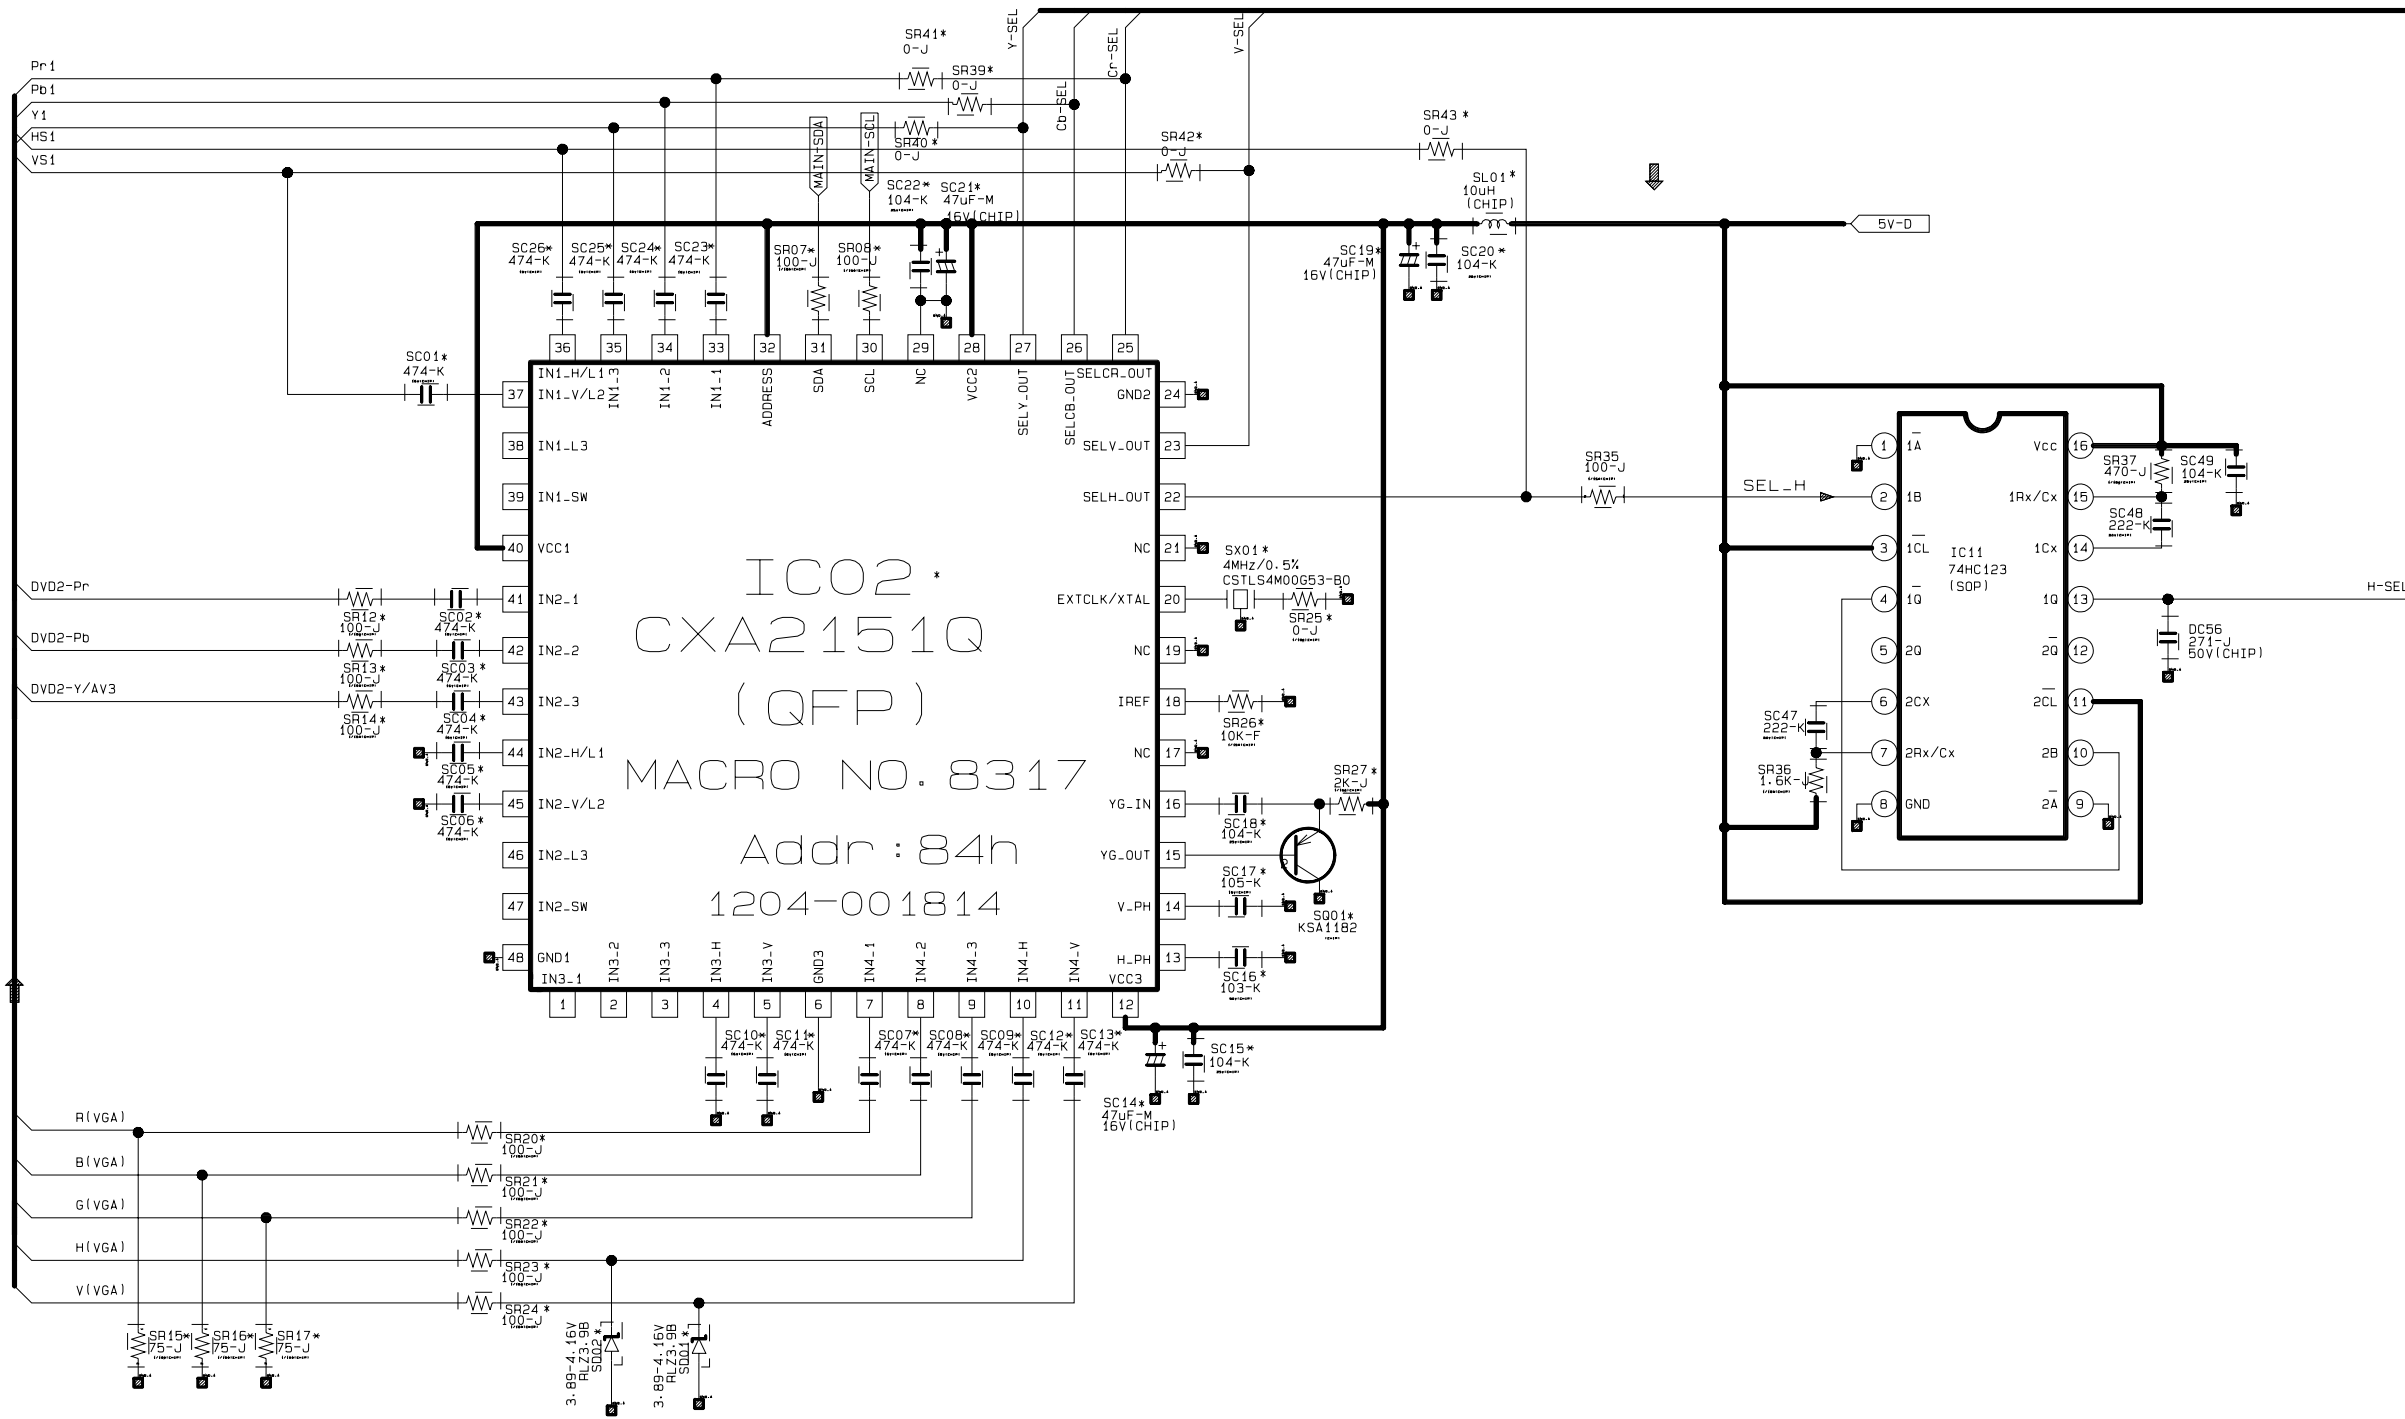 Pr1
Pb1
Y1
HS1
VS1
SR41*
0-J
SR39*
0-J
SR40*
0-J
Y-SEL
Cb-SEL
Cr-SEL
V-SEL
MAIN-SDA
MAIN-SCL
SR42*
0-J
SR43*
0-J
SL01*
10uH
(CHIP)
5V-D
SC22*
104-K
SC21*
47uF-M
16V(CHIP)
SC26*
474-K
SC25*
474-K
SC24*
474-K
SC23*
474-K
SR07*
100-J
SR08*
100-J
SC19*
47uF-M
16V(CHIP)
SC20*
104-K
36
35
34
33
32
31
30
29
28
27
26
25
IN1_H/L1
IN1_3
IN1_2
IN1_1
ADDRESS
SDA
SCL
NC
VCC2
SELY_OUT
SELCB_OUT
SELCR_OUT
SC01*
474-K
37 IN1_V/L2
38 IN1_L3
39 IN1_SW
40 VCC1
41 IN2_1
42 IN2_2
43 IN2_3
44 IN2_H/L1
45 IN2_V/L2
46 IN2_L3
47 IN2_SW
48 GND1
GND2 24
SELV_OUT 23
SELH_OUT 22
NC 21
EXTCLK/XTAL 20
NC 19
IREF 18
NC 17
YG_IN 16
YG_OUT 15
V_PH 14
H_PH 13
IC02*
CXA2151Q
(QFP)
MACRO NO. 8317
Addr:84h
1204-001814
DVD2-Pr
DVD2-Pb
DVD2-Y/AV3
SR12*
100-J
SR13*
100-J
SR14*
100-J
SC02*
474-K
SC03*
474-K
SC04*
474-K
SC05*
474-K
SC06*
474-K
SX01*
4MHz/0.5%
CSTLS4M00G53-B0
SR25*
0-J
SR26*
10K-F
SR27*
2K-J
SC18*
104-K
SC17*
105-K
SQ01*
KSA1182
SC16*
103-K
IN3_1
IN3_2
IN3_3
IN3_H
IN3_V
GND3
IN4_1
IN4_2
IN4_3
IN4_H
IN4_V
VCC3
1
2
3
4
5
6
7
8
9
10
11
12
SC10*
474-K
SC11*
474-K
SC07*
474-K
SC08*
474-K
SC09*
474-K
SC12*
474-K
SC13*
474-K
SC14*
47uF-M
16V(CHIP)
SC15*
104-K
R(VGA)
B(VGA)
G(VGA)
H(VGA)
V(VGA)
SR20*
100-J
SR21*
100-J
SR22*
100-J
SR23*
100-J
SR24*
100-J
SR15*
75-J
SR16*
75-J
SR17*
75-J
3.89-4.16V
RLZ3.9B
SD02*
3.89-4.16V
RLZ3.9B
SD01*
SR35
100-J
SEL_H
1 1A
2 1B
3 1CL
4 1Q
5 2Q
6 2CX
7 2Rx/Cx
8 GND
Vcc 16
1Rx/Cx 15
1Cx 14
1Q 13
2Q 12
2CL 11
2B 10
2A 9
IC11
74HC123
(SOP)
SR37
470-J
SC49
104-K
SC48
222-K
SC47
222-K
SR36
1.6K-J
DC56
271-J
50V(CHIP)
H-SEL